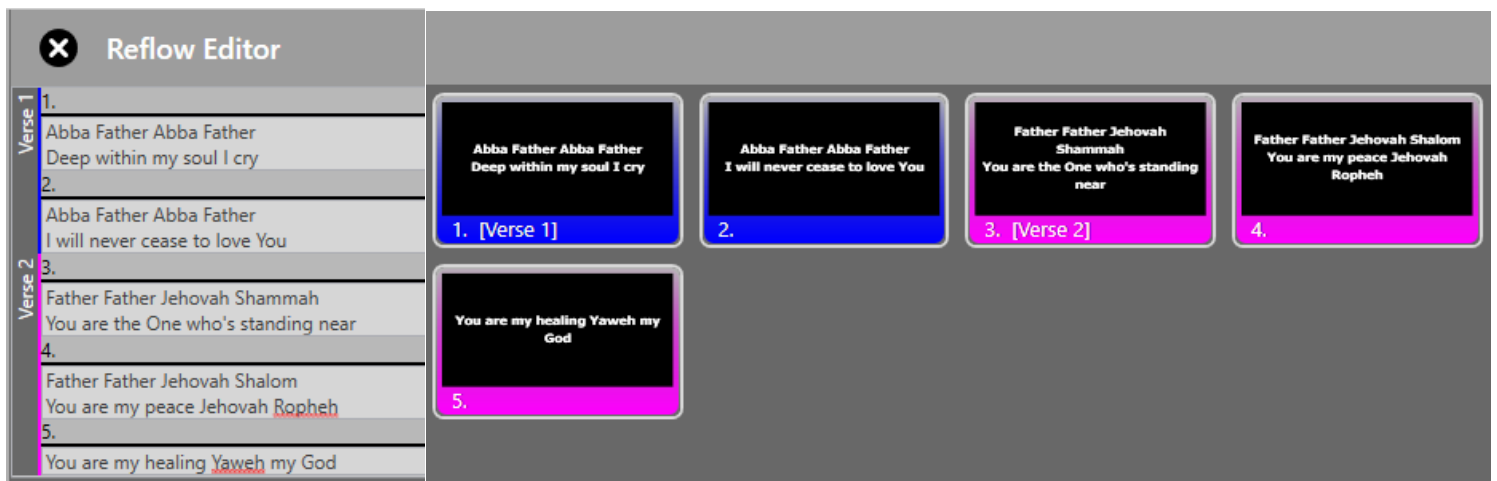 Reflow Editor
Verse 1
1.
Abba Father Abba Father
Deep within my soul I cry
2.
Abba Father Abba Father
I will never cease to love You
Verse 2
3.
Father Father Jehovah Shammah
You are the One who's standing near
4.
Father Father Jehovah Shalom
You are my peace Jehovah Ropheh
5.
You are my healing Yaweh my God
Abba Father Abba Father
Deep within my soul I cry
1. [Verse 1]
Abba Father Abba Father
I will never cease to love You
2.
Father Father Jehovah
Shammah
You are the One who's standing
near
3. [Verse 2]
Father Father Jehovah Shalom
You are my peace Jehovah
Ropheh
4.
You are my healing Yaweh my
God
5.